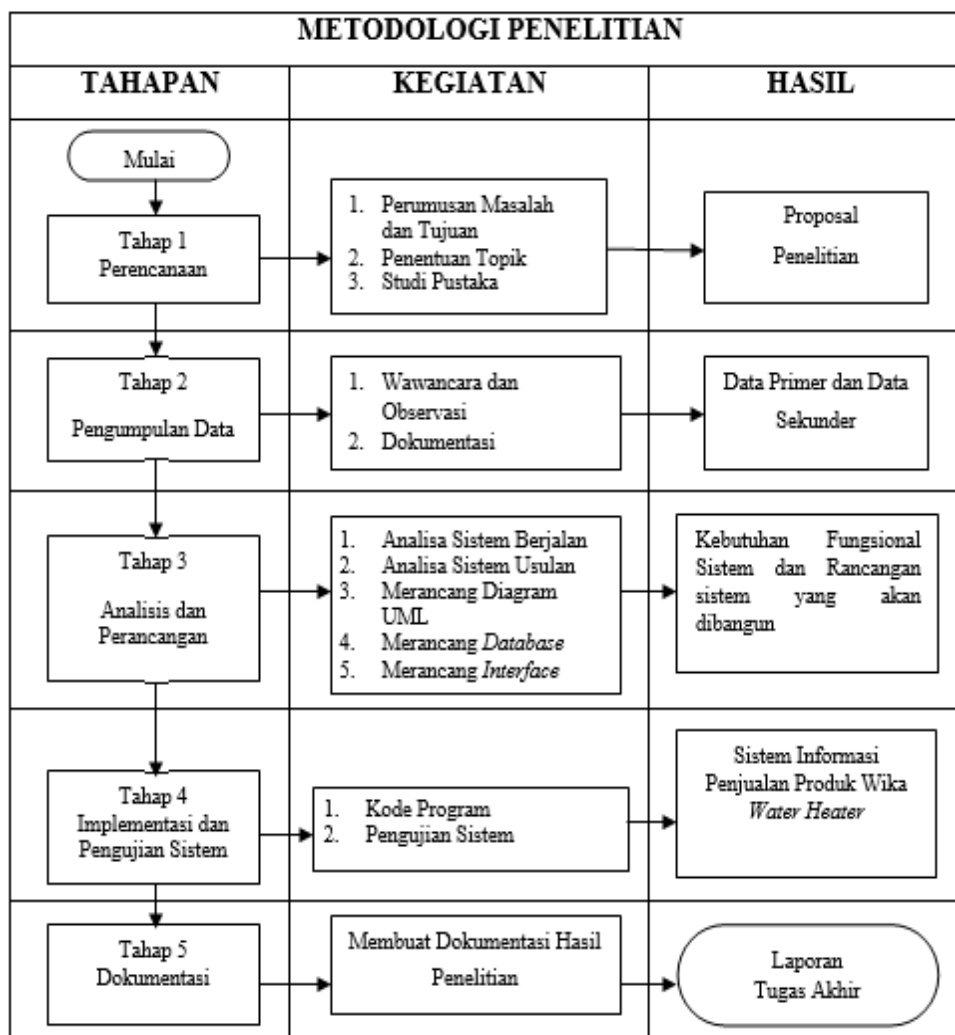 METODOLOGI PENELITIAN
TAHAPAN
KEGIATAN
HASIL
Mulai
Tahap 1
Perencanaan
1. Perumusan Masalah
dan Tujuan
2. Penentuan Topik
3. Studi Pustaka
Proposal
Penelitian
Tahap 2
Pengumpulan Data
1. Wawancara dan
Observasi
2. Dokumentasi
Data Primer dan Data
Sekunder
Tahap 3
Analisis dan
Perancangan
1. Analisa Sistem Berjalan
2. Analisa Sistem Usulan
3. Merancang Diagram
UML
4. Merancang Database
5. Merancang Interface
Kebutuhan Fungsional
Sistem dan Rancangan
sistem yang akan
dibangun
Tahap 4
Implementasi dan
Pengujian Sistem
1. Kode Program
2. Pengujian Sistem
Sistem Informasi
Penjualan Produk Wika
Water Heater
Tahap 5
Dokumentasi
Membuat Dokumentasi Hasil
Penelitian
Laporan
Tugas Akhir